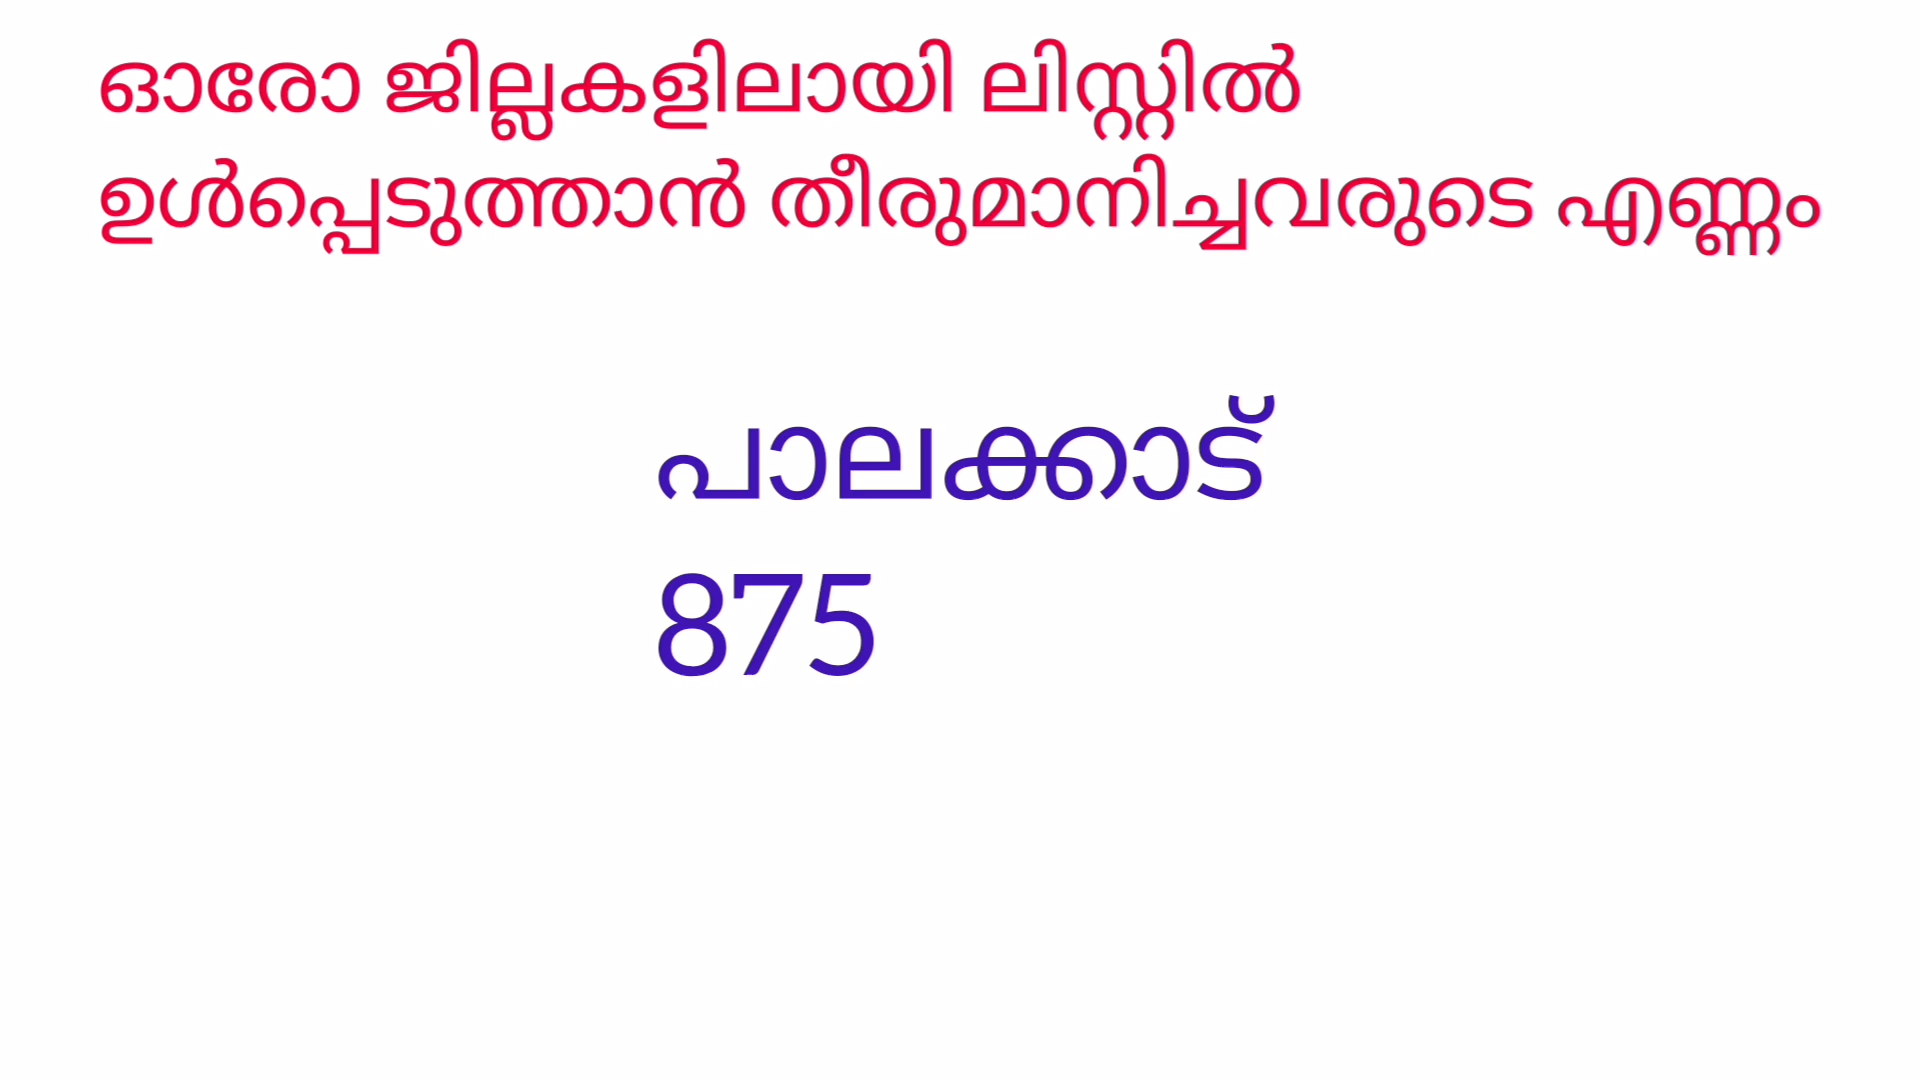 ഓരോ ജില്ലകളിലായി ലിസ്റ്റിൽ
ഉൾപ്പെടുത്താൻ തീരുമാനിച്ചവരുടെ എണ്ണം
പാലക്കാട്
875